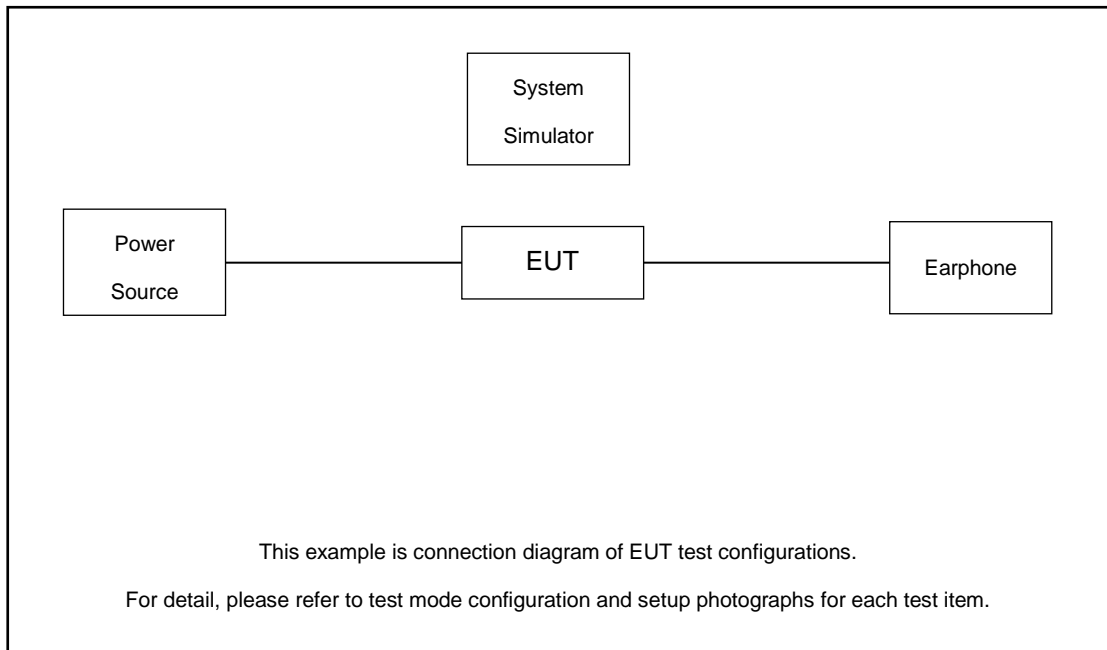 System
Simulator
Power
Source
EUT
Earphone
This example is connection diagram of EUT test configurations.
For detail, please refer to test mode configuration and setup photographs for each test item.